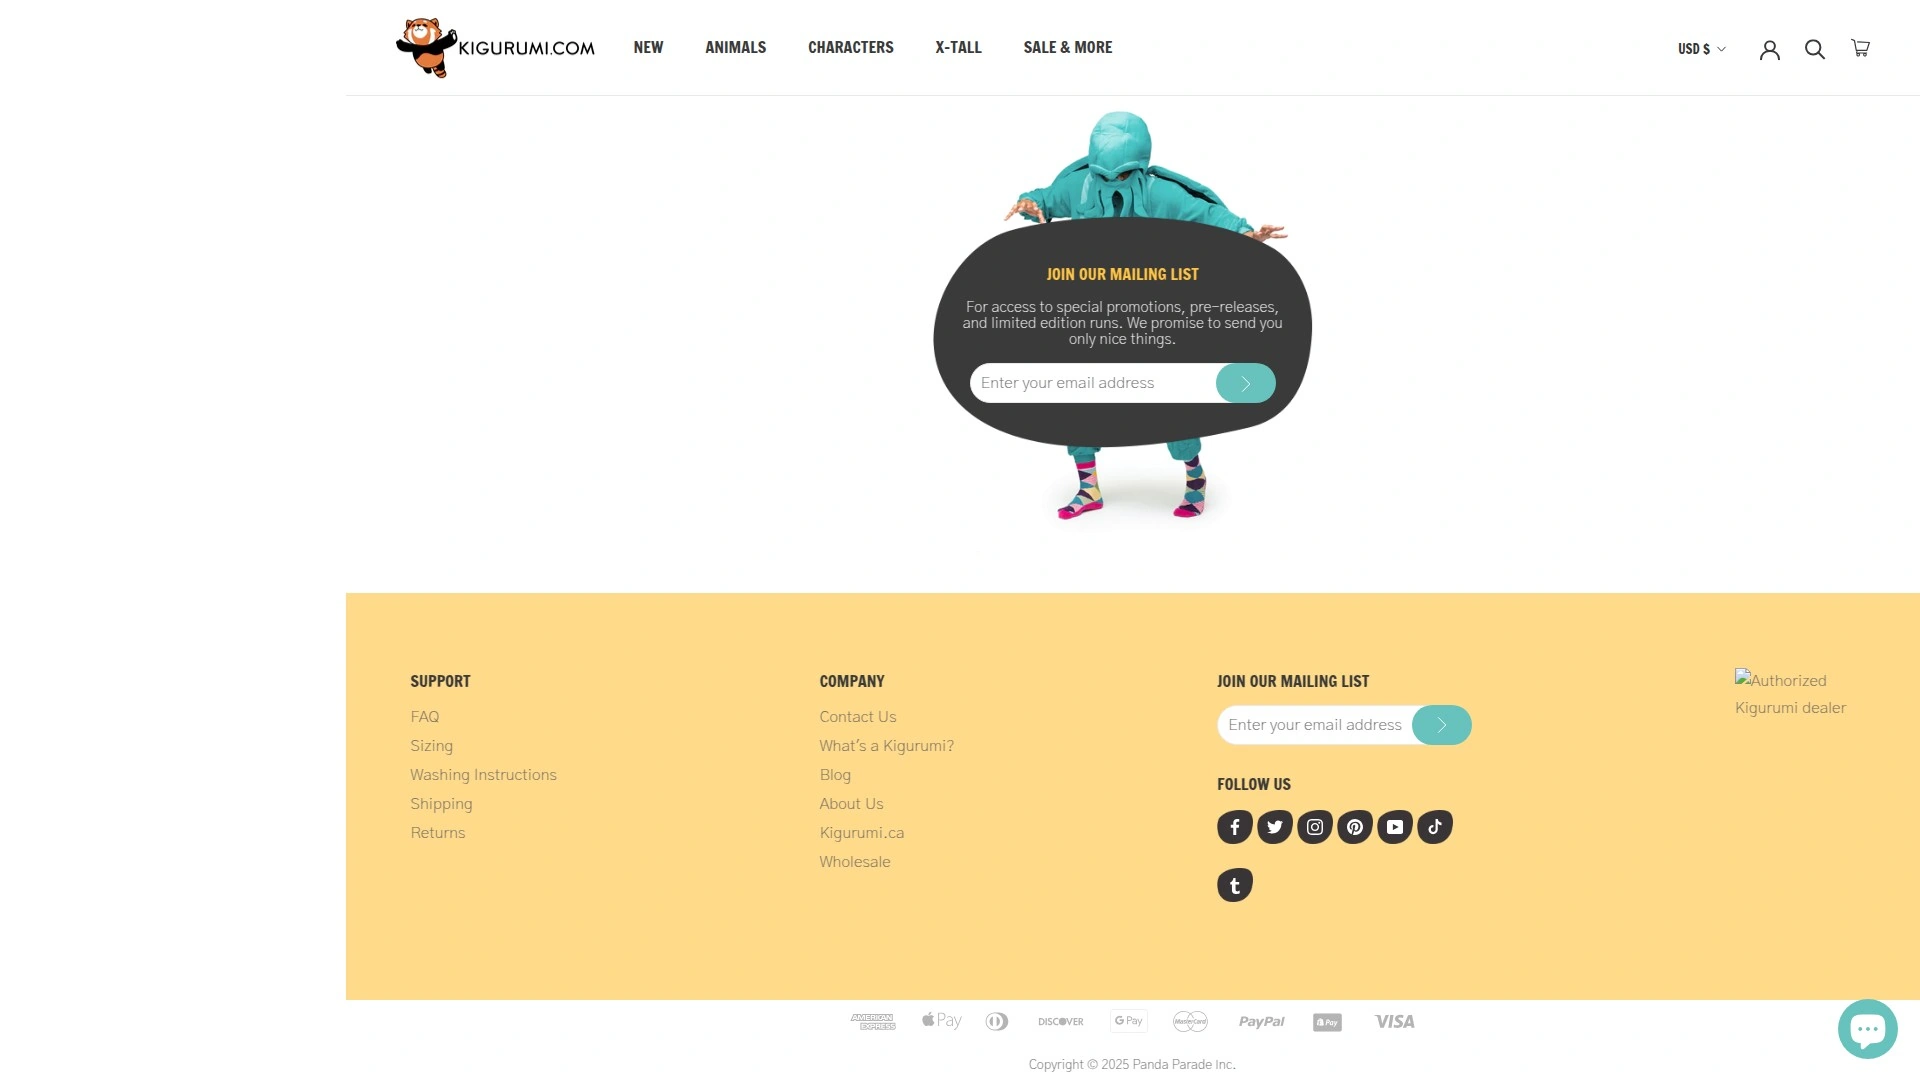 KIGURUMI.COM
NEW
ANIMALS
CHARACTERS
X-TALL
SALE & MORE
USD $
JOIN OUR MAILING LIST
For access to special promotions, pre-releases,
and limited edition runs. We promise to send you
only nice things.
Enter your email address
SUPPORT
FAQ
Sizing
Washing Instructions
Shipping
Returns
COMPANY
Contact Us
What's a Kigurumi?
Blog
About Us
Kigurumi.ca
Wholesale
JOIN OUR MAILING LIST
Enter your email address
FOLLOW US
Authorized
Kigurumi dealer
AMERICAN
EXPRESS
Pay
DISCOVER
G Pay
MasterCard
PayPal
Pay
VISA
Copyright © 2025 Panda Parade Inc.